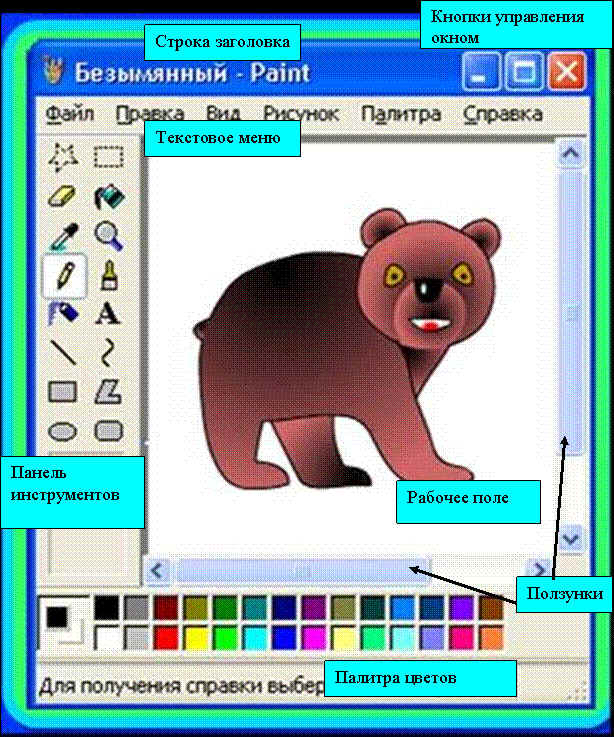 Кнопки управления
окном
Строка заголовка
Безымянный - Paint
Файл Правка Вид Рисунок Палитра Справка
Текстовое меню
A
Панель
инструментов
Рабочее поле
Ползунки
Палитра цветов
Для получения справки выбер